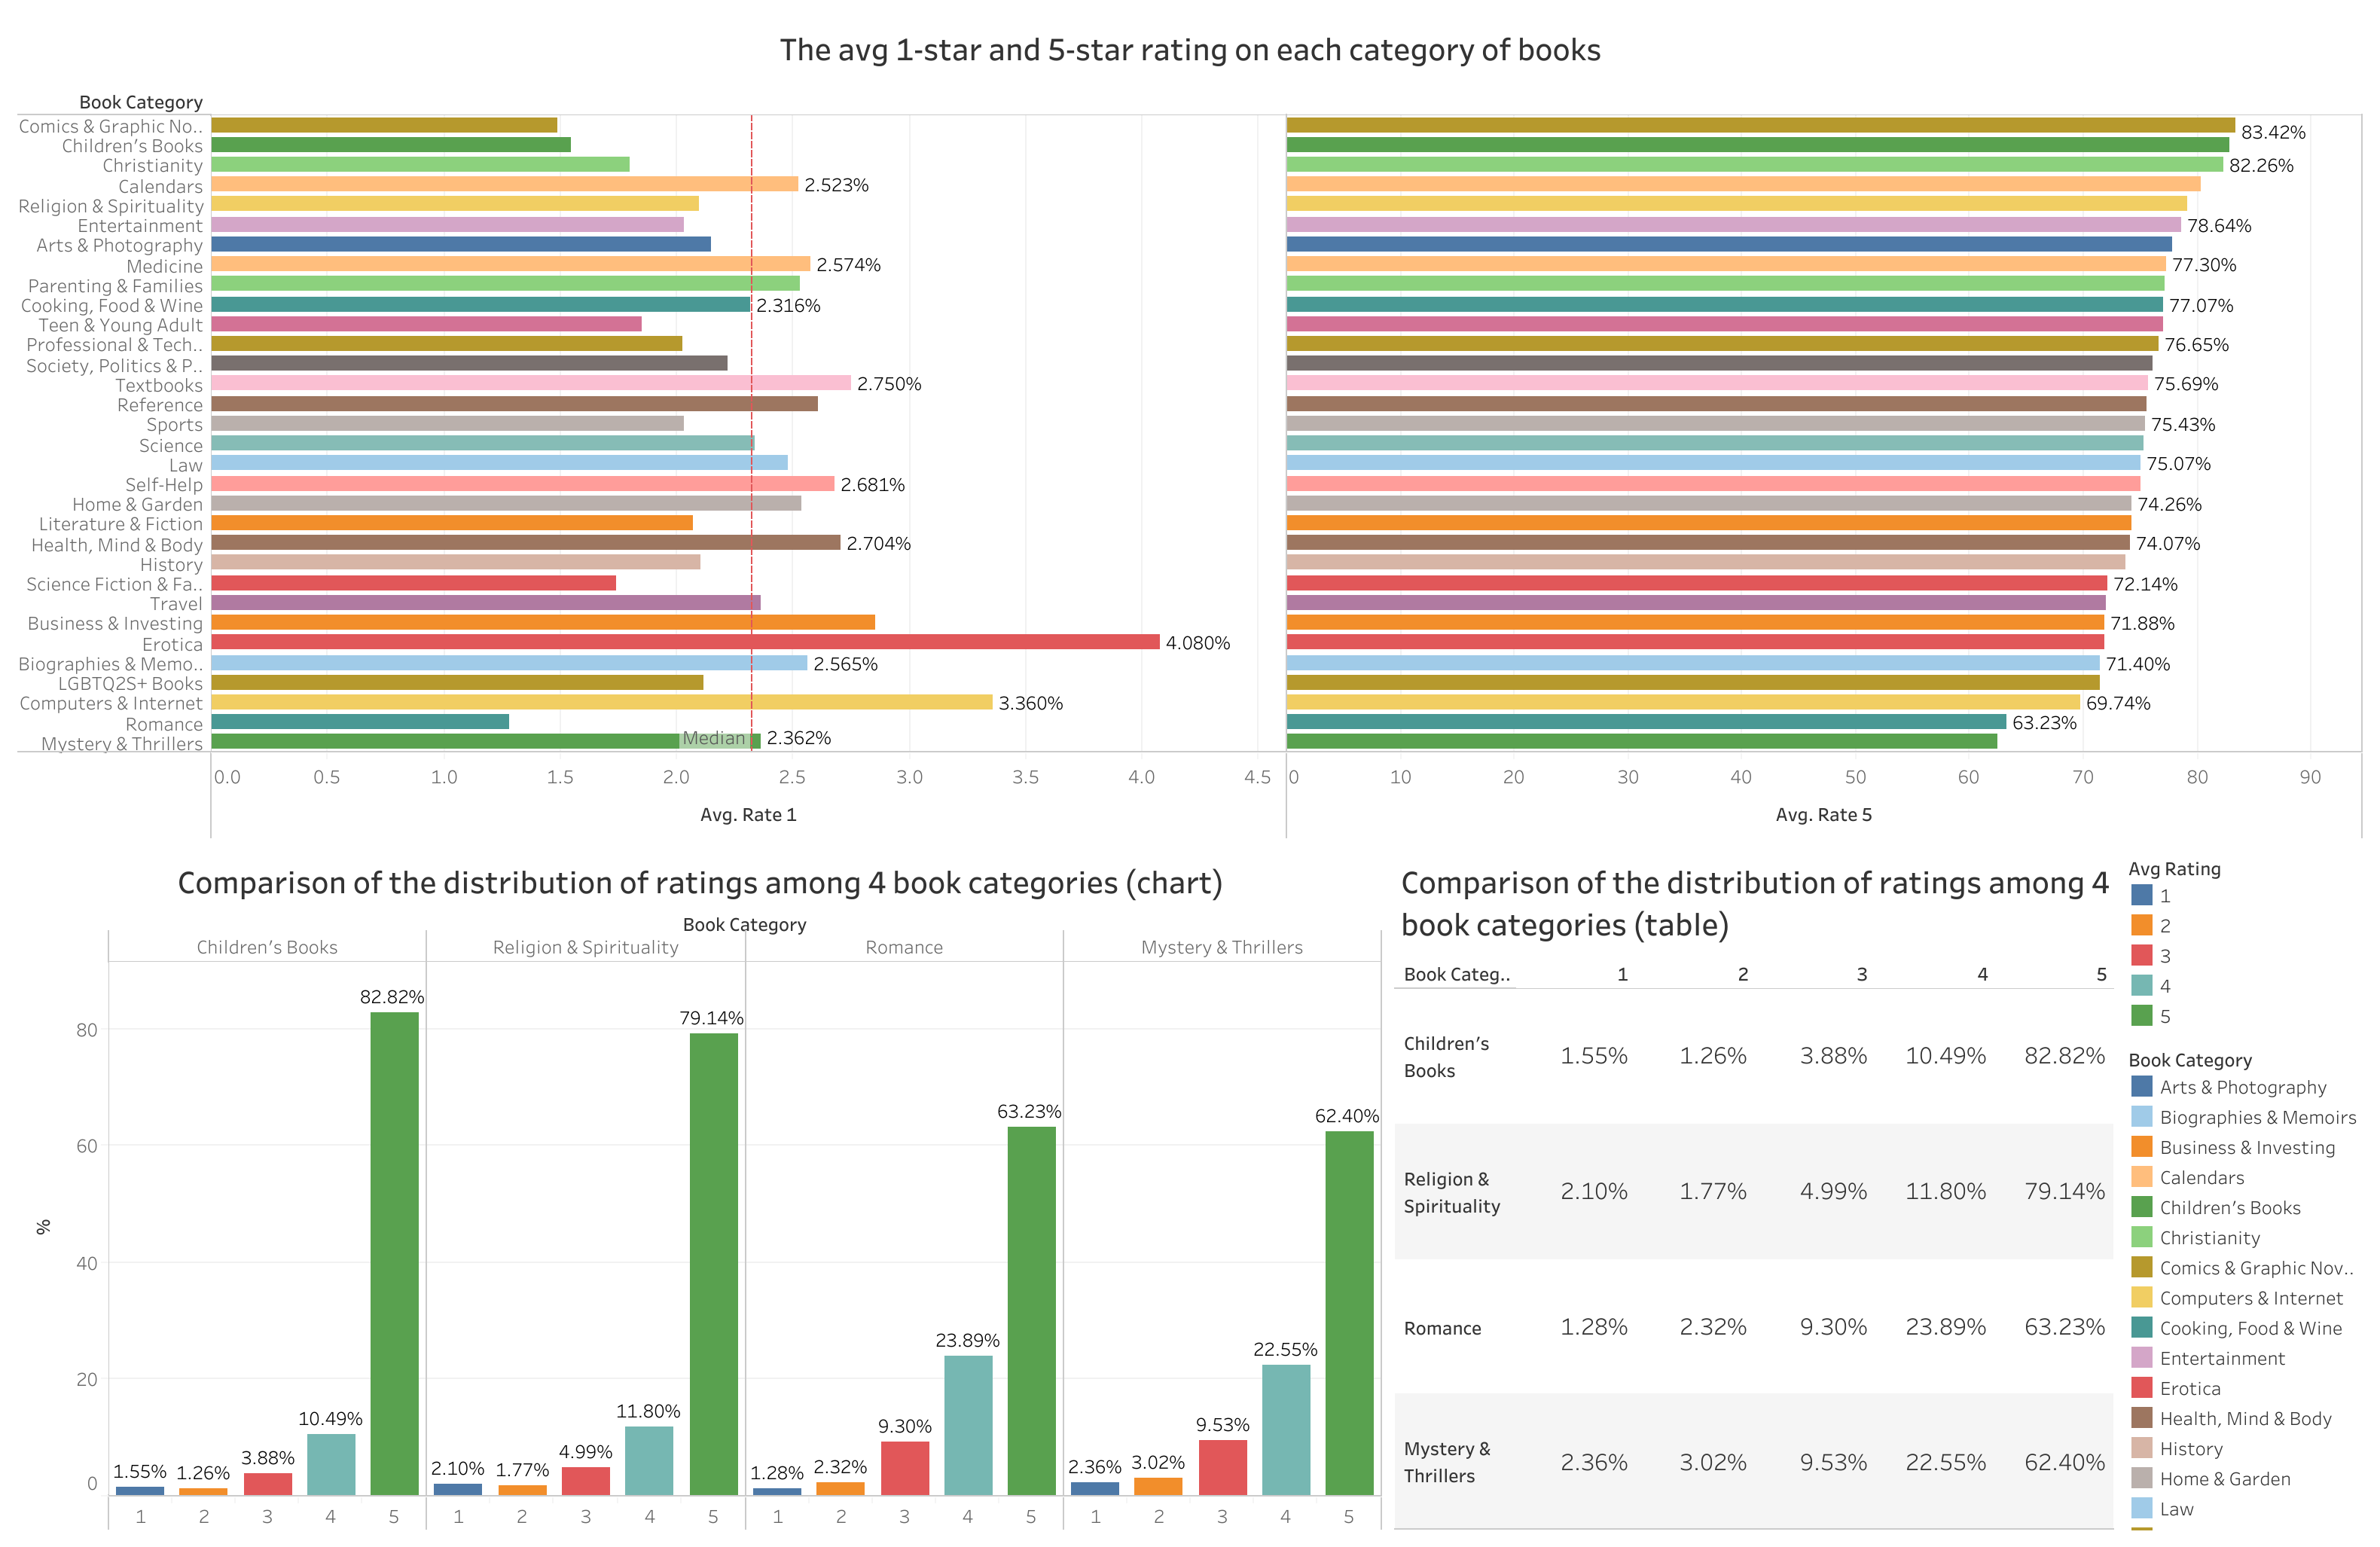 The avg 1-star and 5-star rating on each category of books
Book Category
Comics & Graphic No.. 83.42%
Children's Books
Christianity 82.26%
Calendars 2.523%
Religion & Spirituality
Entertainment 78.64%
Arts & Photography
Medicine 2.574% 77.30%
Parenting & Families
Cooking, Food & Wine 2.316% 77.07%
Teen & Young Adult
Professional & Tech.. 76.65%
Society, Politics & P..
Textbooks 2.750% 75.69%
Reference
Sports 75.43%
Science
Law 75.07%
Self-Help 2.681%
Home & Garden 74.26%
Literature & Fiction
Health, Mind & Body 2.704% 74.07%
History
Science Fiction & Fa.. 72.14%
Travel
Business & Investing 71.88%
Erotica 4.080%
Biographies & Memo.. 2.565% 71.40%
LGBTQ2S+ Books
Computers & Internet 3.360% 69.74%
Romance 63.23%
Mystery & Thrillers Median 2.362%
0.0 0.5 1.0 1.5 2.0 2.5 3.0 3.5 4.0 4.5 0 10 20 30 40 50 60 70 80 90
Avg. Rate 1 Avg. Rate 5
Comparison of the distribution of ratings among 4 book categories (chart)
Book Category
Children's Books Religion & Spirituality Romance Mystery & Thrillers
%
80
60
40
20
0
1.55% 1.26% 3.88% 10.49% 82.82%
2.10% 1.77% 4.99% 11.80% 79.14%
1.28% 2.32% 9.30% 23.89% 63.23%
2.36% 3.02% 9.53% 22.55% 62.40%
1 2 3 4 5 1 2 3 4 5 1 2 3 4 5 1 2 3 4 5
Comparison of the distribution of ratings among 4
book categories (table)
Book Categ.. 1 2 3 4 5
Children's
Books
1.55% 1.26% 3.88% 10.49% 82.82%
Religion &
Spirituality
2.10% 1.77% 4.99% 11.80% 79.14%
Romance 1.28% 2.32% 9.30% 23.89% 63.23%
Mystery &
Thrillers
2.36% 3.02% 9.53% 22.55% 62.40%
Avg Rating
1
2
3
4
5
Book Category
Arts & Photography
Biographies & Memoirs
Business & Investing
Calendars
Children's Books
Christianity
Comics & Graphic Nov..
Computers & Internet
Cooking, Food & Wine
Entertainment
Erotica
Health, Mind & Body
History
Home & Garden
Law